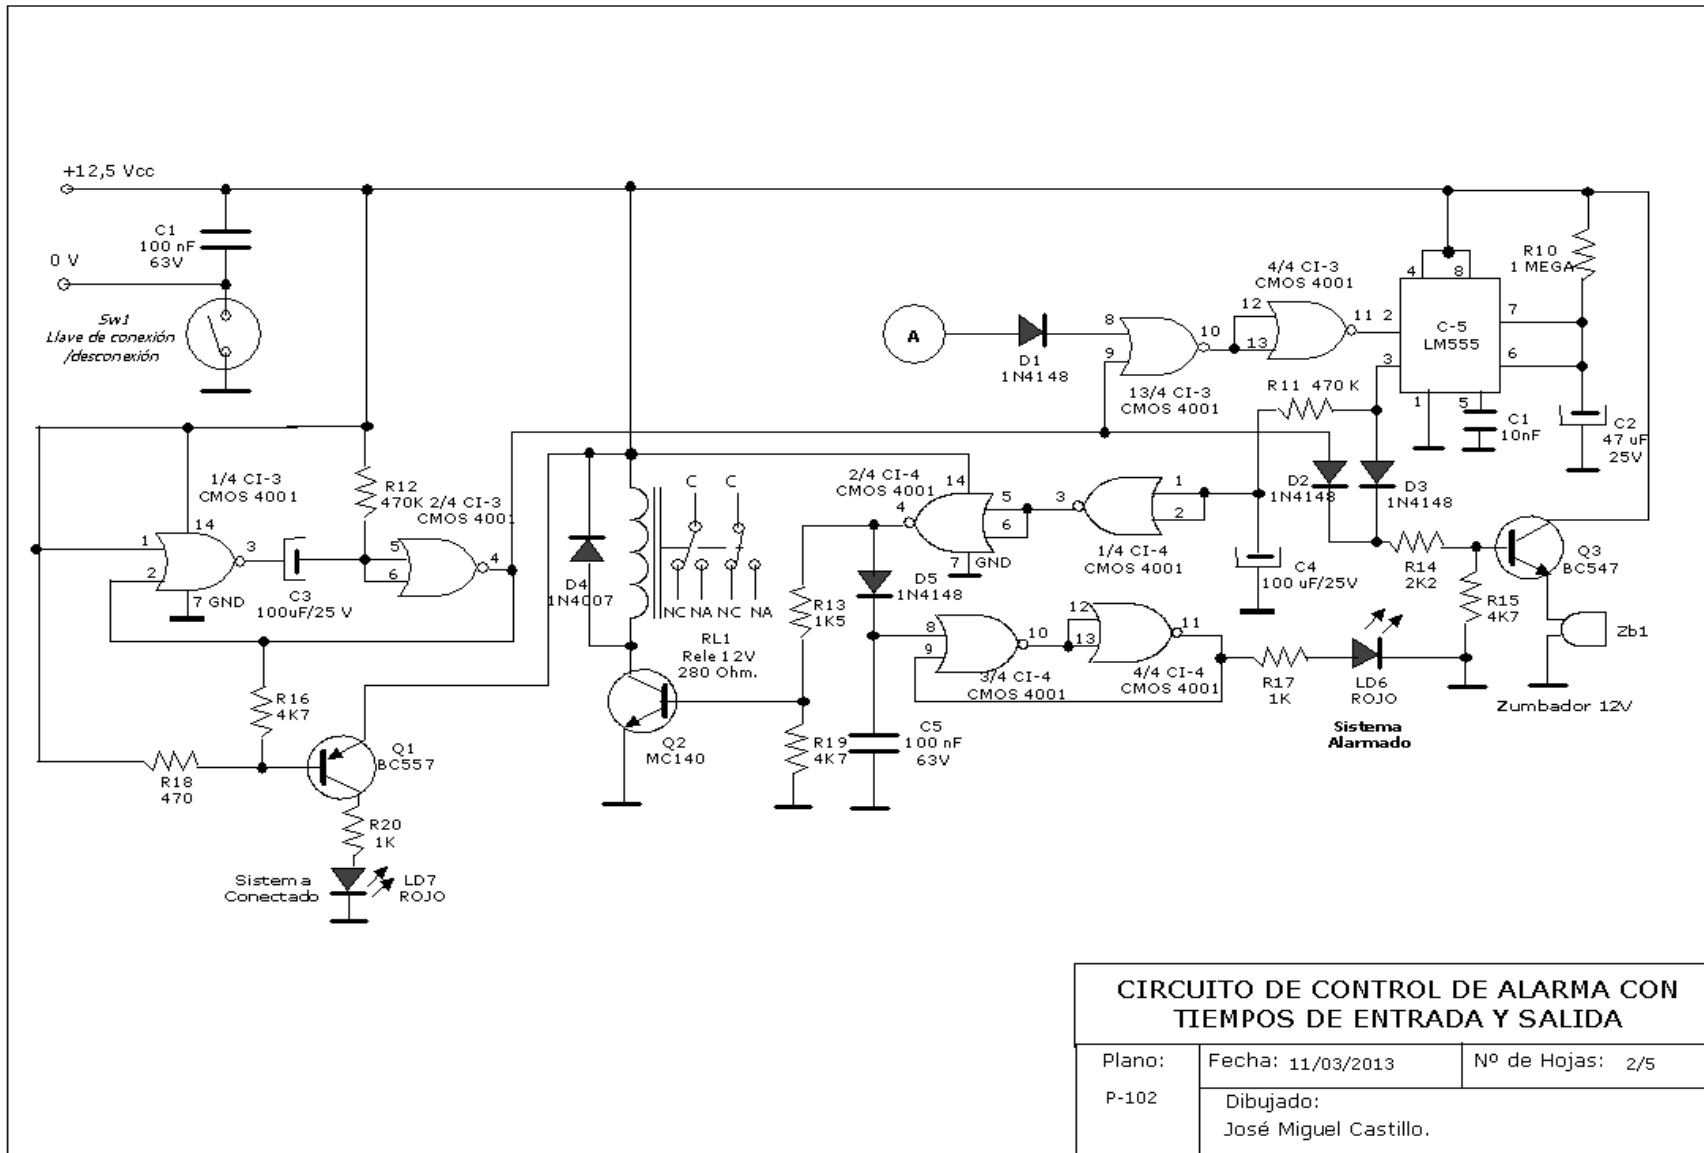 +12,5 Vcc
C1
100 nF
63V
0 V
Sw1
Llave de conexión
/desconexión
1/4 CI-3
CMOS 4001
14
1
2
3
7 GND
C3
100uF/25 V
R12
470K
2/4 CI-3
CMOS 4001
5
6
4
R16
4K7
R18
470
Q1
BC557
R20
1K
Sistema
Conectado
LD7
ROJO
D4
1N4007
C
C
NC
NA
NC
NA
RL1
Rele 12V
280 Ohm.
Q2
MC140
R13
1K5
R19
4K7
C5
100 nF
63V
2/4 CI-4
CMOS 4001
14
4
5
6
7
GND
3
1
2
1/4 CI-4
CMOS 4001
D5
1N4148
8
9
10
3/4 CI-4
CMOS 4001
12
13
11
4/4 CI-4
CMOS 4001
A
D1
1N4148
8
9
10
13/4 CI-3
CMOS 4001
4/4 CI-3
CMOS 4001
12
13
11
2
4
8
C-5
LM555
7
6
3
1
5
R10
1 MEGA
R11 470 K
C1
10nF
C2
47 uF
25V
D2
1N4148
D3
1N4148
C4
100 uF/25V
R14
2K2
R15
4K7
Q3
BC547
Zb1
Zumbador 12V
R17
1K
LD6
ROJO
Sistema
Alarmado
CIRCUITO DE CONTROL DE ALARMA CON
TIEMPOS DE ENTRADA Y SALIDA
Plano:
P-102
Fecha: 11/03/2013
Nº de Hojas: 2/5
Dibujado:
José Miguel Castillo.